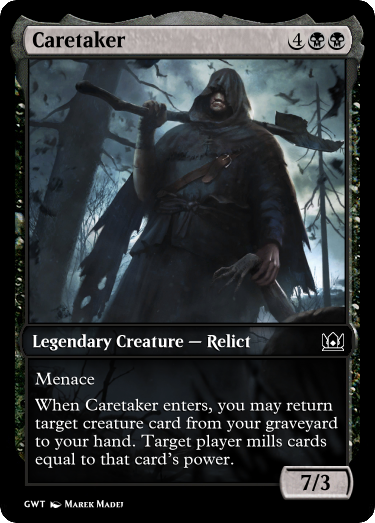 Caretaker 4
Legendary Creature — Relict
Menace
When Caretaker enters, you may return
target creature card from your graveyard
to your hand. Target player mills cards
equal to that card's power.
7/3
GWT Marek Madej